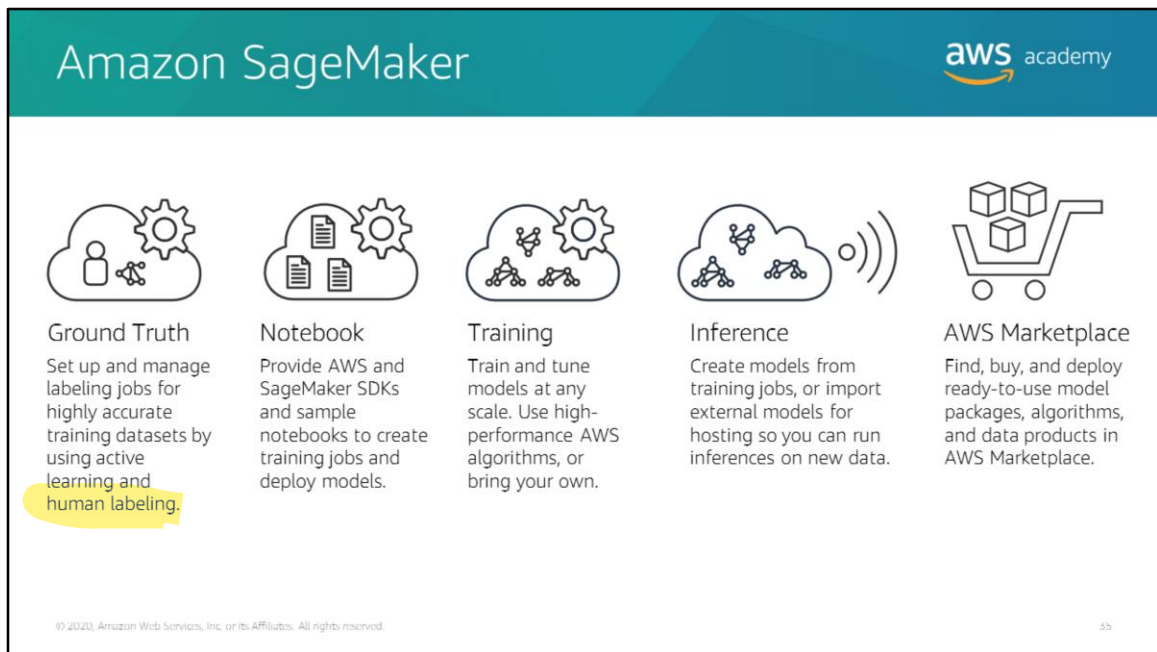 Amazon SageMaker
aws academy
Ground Truth
Set up and manage
labeling jobs for
highly accurate
training datasets by
using active
learning and
human labeling.
Notebook
Provide AWS and
SageMaker SDKs
and sample
notebooks to create
training jobs and
deploy models.
Training
Train and tune
models at any
scale. Use high-
performance AWS
algorithms, or
bring your own.
Inference
Create models from
training jobs, or import
external models for
hosting so you can run
inferences on new data.
AWS Marketplace
Find, buy, and deploy
ready-to-use model
packages, algorithms,
and data products in
AWS Marketplace.
© 2020, Amazon Web Services, Inc. or its Affiliates. All rights reserved.
35